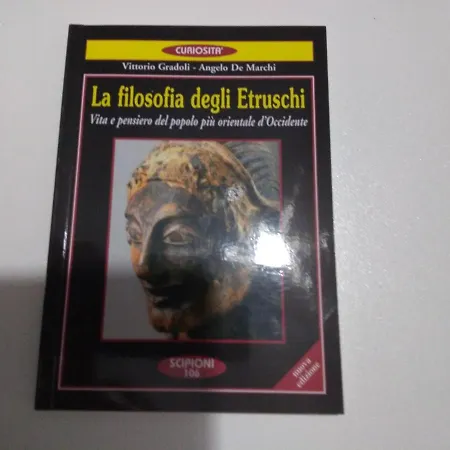 CURIOSITA'
Vittorio Gradoli - Angelo De Marchi
La filosofia degli Etruschi
Vita e pensiero del popolo più orientale d'Occidente
SCIPIONI
106
nuova
edizione